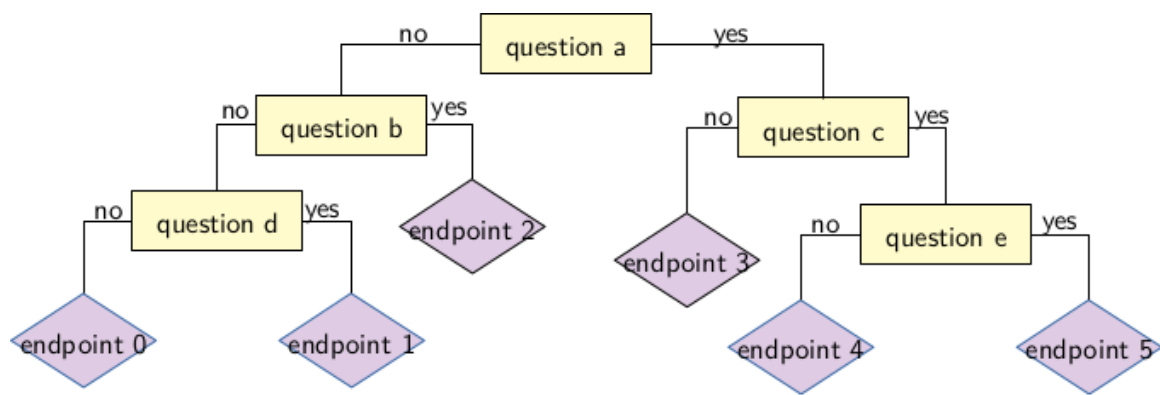 no
question a
yes
no
question b
yes
no
question c
yes
no
question d
yes
endpoint 2
endpoint 3
no
question e
yes
endpoint 0
endpoint 1
endpoint 4
endpoint 5